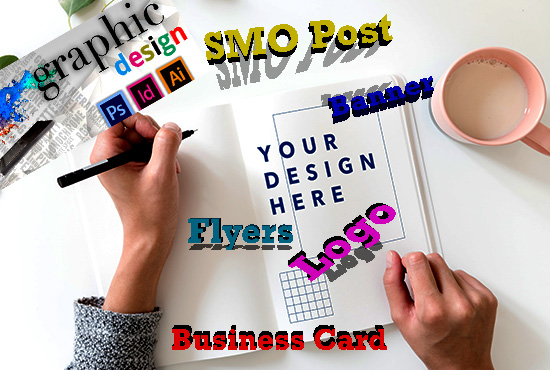 graphic
design
Ps Id Ai
SMO Post
Banner
YOUR
DESIGN
HERE
Flyers
Logo
Business Card